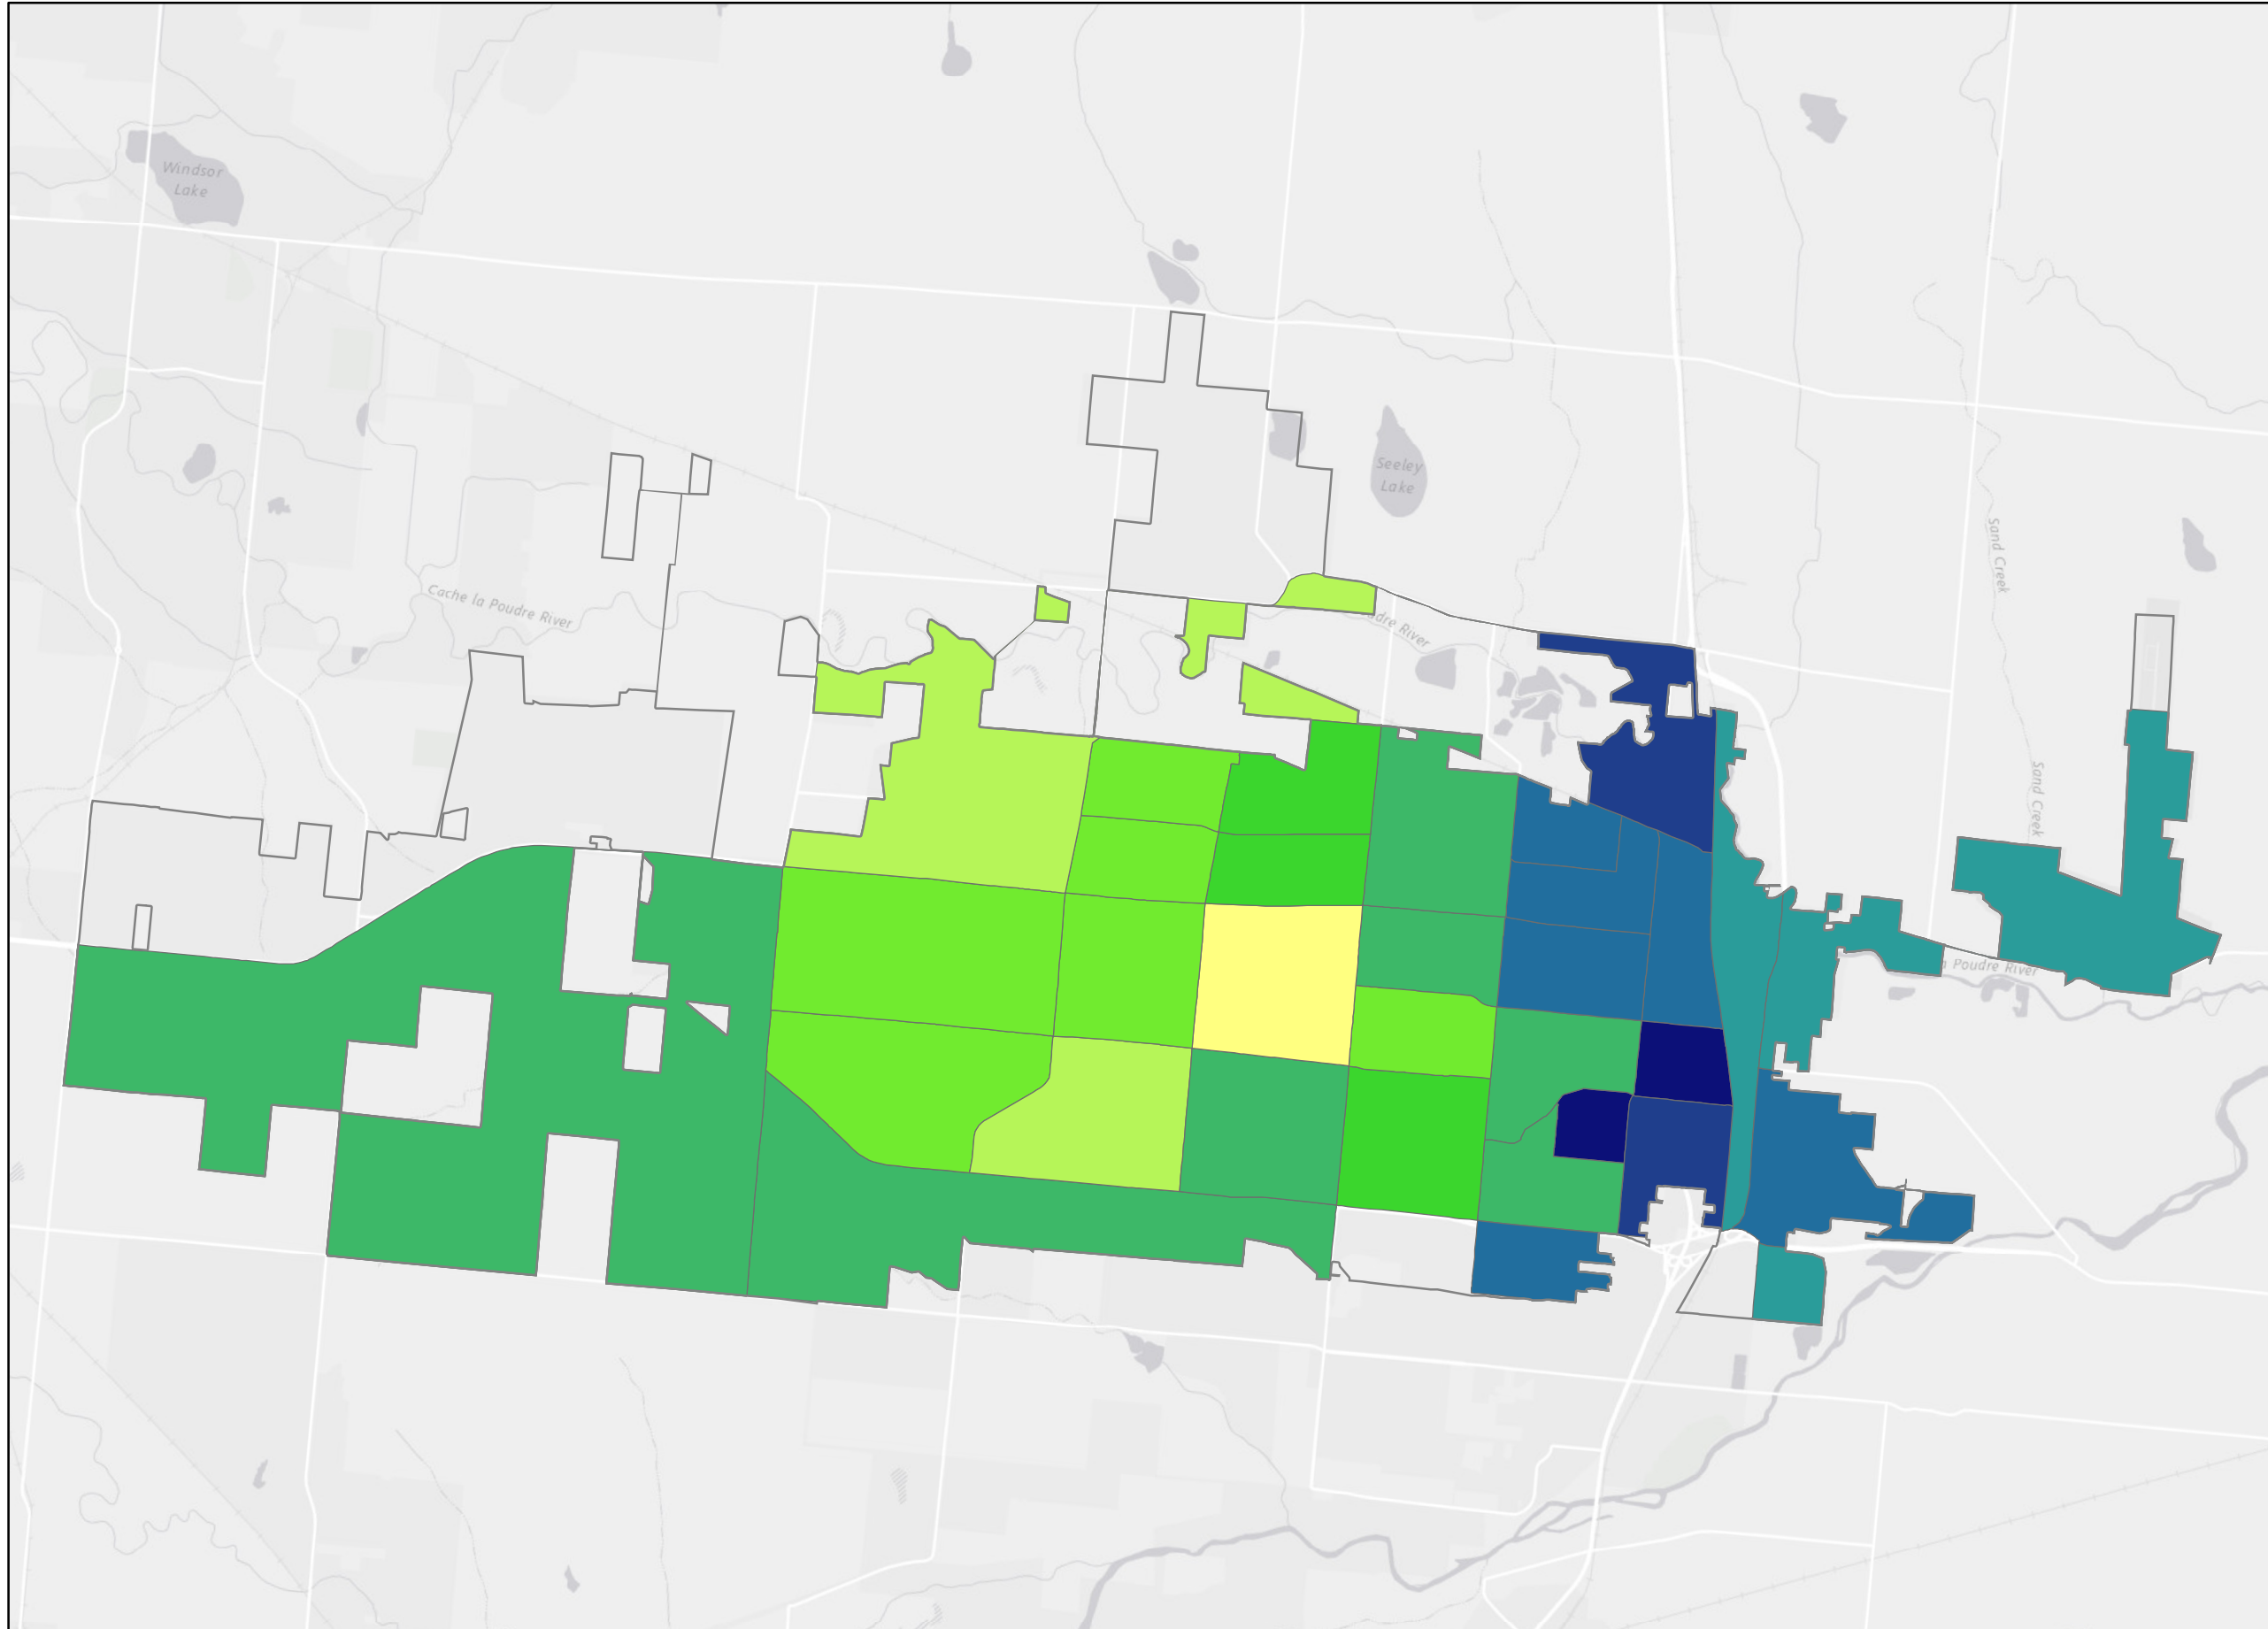 Windsor
Lake
Seeley
Lake
Sand Creek
Cache la Poudre River
dre River
Sand Creek
Poudre River